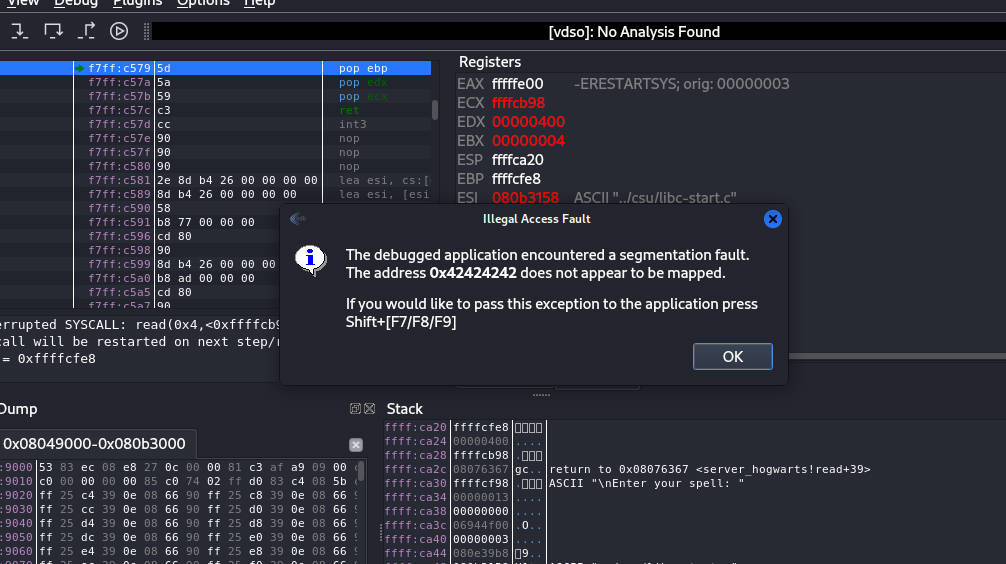 View Debug Plugins Options Help
[vdso]: No Analysis Found
f7ff:c579 5d pop ebp
f7ff:c57a 5a pop edx
f7ff:c57b 59 pop ecx
f7ff:c57c c3 ret
f7ff:c57d cc int3
f7ff:c57e 90 nop
f7ff:c57f 90 nop
f7ff:c580 90 nop
f7ff:c581 2e 8d b4 26 00 00 00 00 lea esi, cs:[
f7ff:c589 8d b4 26 00 00 00 00 lea esi, [esi
f7ff:c590 58
f7ff:c591 b8 77 00 00 00
f7ff:c596 cd 80
f7ff:c598 90
f7ff:c599 8d b4 26 00 00 00
f7ff:c5a0 b8 ad 00 00 00
f7ff:c5a5 cd 80
f7ff:c5a7 90
Registers
EAX fffffe00 -ERESTARTSYS; orig: 00000003
ECX ffffcb98
EDX 00000400
EBX 00000004
ESP ffffca20
EBP ffffcfe8
ESI 080b3158 ASCII "../csu/libc-start.c"
Illegal Access Fault
The debugged application encountered a segmentation fault.
The address 0x42424242 does not appear to be mapped.
If you would like to pass this exception to the application press
Shift+[F7/F8/F9]
OK
errupted SYSCALL: read(0x4,<0xffffcb9
call will be restarted on next step/r
= 0xffffcfe8
Dump
0x08049000-0x080b3000
:9000 53 83 ec 08 e8 27 0c 00 00 81 c3 af a9 09 00
:9010 c0 00 00 00 00 85 c0 74 02 ff d0 83 c4 08 5b
:9020 ff 25 c4 39 0e 08 66 90 ff 25 c8 39 0e 08 66 9
:9030 ff 25 cc 39 0e 08 66 90 ff 25 d0 39 0e 08 66 9
:9040 ff 25 d4 39 0e 08 66 90 ff 25 d8 39 0e 08 66 9
:9050 ff 25 dc 39 0e 08 66 90 ff 25 e0 39 0e 08 66 9
:9060 ff 25 e4 39 0e 08 66 90 ff 25 e8 39 0e 08 66 9
Stack
ffff:ca20 ffffcfe8
ffff:ca24 00000400 ....
ffff:ca28 ffffcb98 .
ffff:ca2c 08076367 gc.. return to 0x08076367 <server_hogwarts!read+39>
ffff:ca30 ffffcf98 . ASCII "\nEnter your spell: "
ffff:ca34 00000013 ....
ffff:ca38 00000000 ....
ffff:ca3c 06944f00 .O..
ffff:ca40 00000003 ....
ffff:ca44 080e39b8 9..